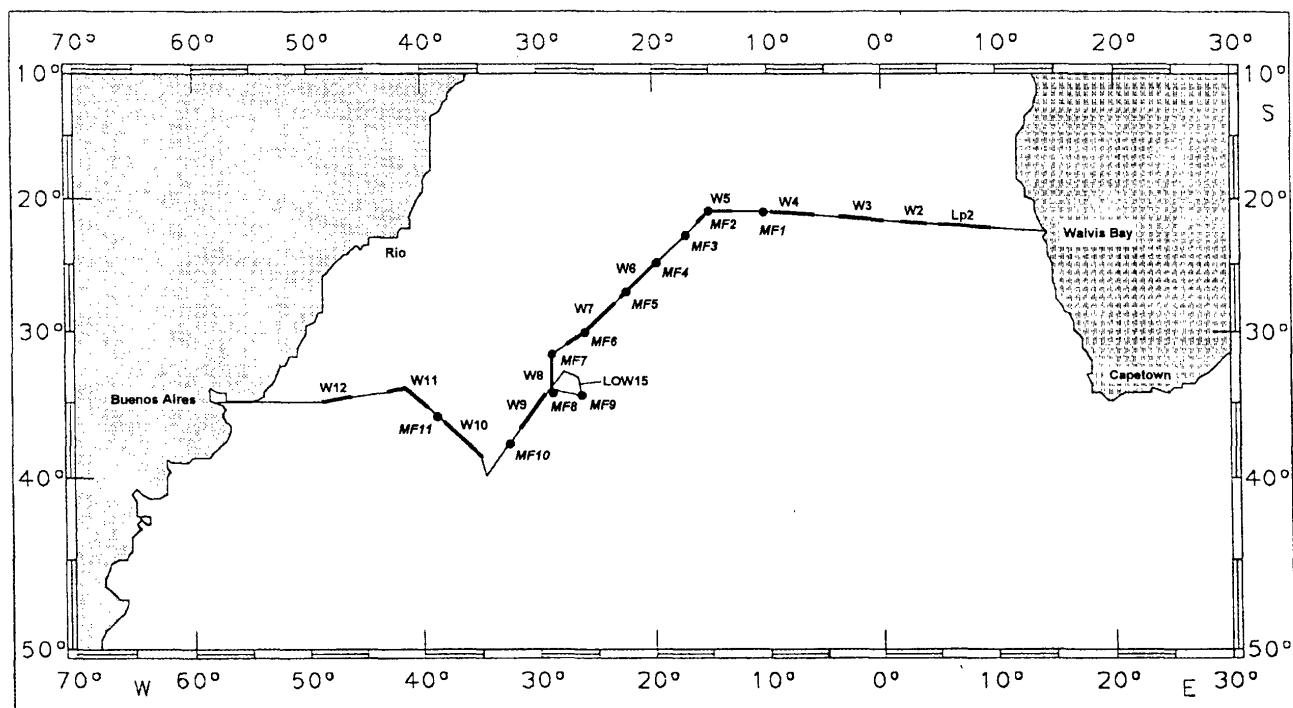 70° 60° 50° 40° 30° 20° 10° 0° 10° 20° 30°
10° 10°
S
20° 20°
W5 W4 W3 W2 Lp2
MF2 MF1
Walvis Bay
MF3
Rio
W6 MF4
MF5
W7
30° 30°
MF6
MF7
W8 LOW15 Capetown
W12 W11
Buenos Aires
W9 MF8 MF9
MF11 W10
MF10
40° 40°
50° 50°
70° W 60° 50° 40° 30° 20° 10° 0° 10° 20° E 30°